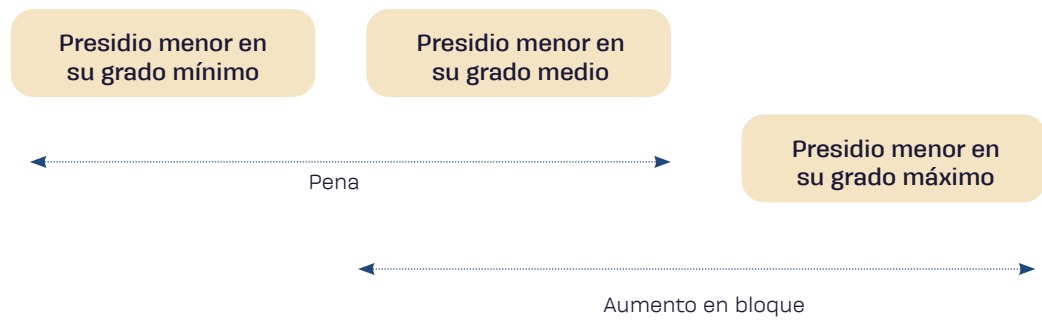 Presidio menor en
su grado mínimo
Presidio menor en
su grado medio
Presidio menor en
su grado máximo
Pena
Aumento en bloque